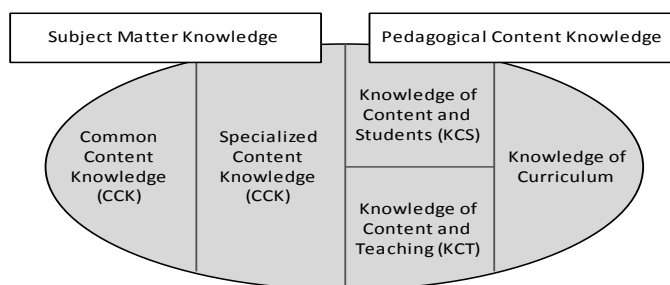 Subject Matter Knowledge
Pedagogical Content Knowledge
Common
Content
Knowledge
(CCK)
Specialized
Content
Knowledge
(CCK)
Knowledge of
Content and
Students (KCS)
Knowledge of
Content and
Teaching (KCT)
Knowledge of
Curriculum